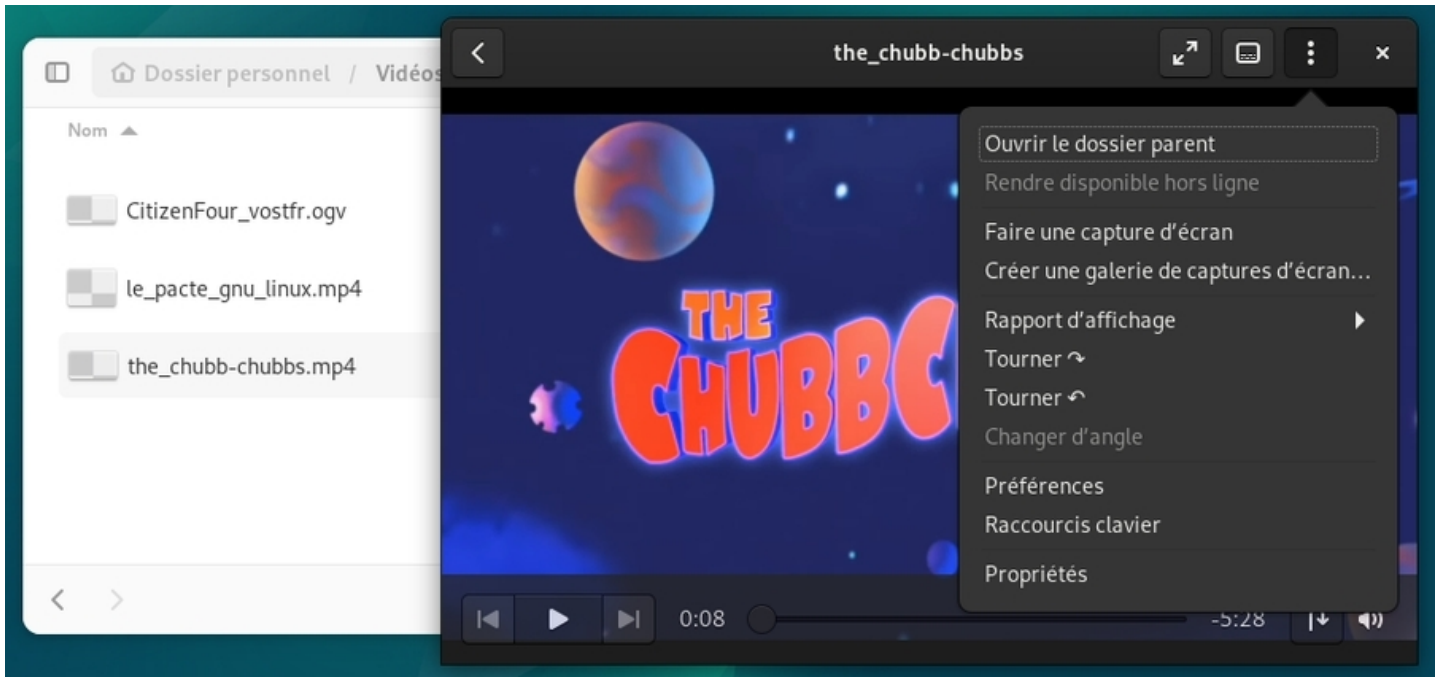 Dossier personnel / Vidéos
Nom
CitizenFour_vostfr.ogv
le_pacte_gnu_linux.mp4
the_chubb-chubbs.mp4
the_chubb-chubbs
Ouvrir le dossier parent
Rendre disponible hors ligne
Faire une capture d’écran
Créer une galerie de captures d’écran…
Rapport d’affichage
Tourner ↷
Tourner ↶
Changer d’angle
Préférences
Raccourcis clavier
Propriétés
THE
CHUBBC
0:08
-5:28